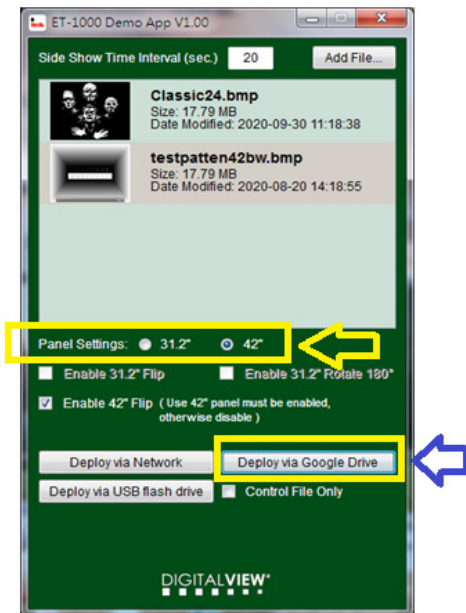 ET-1000 Demo App V1.00
Side Show Time Interval (sec.) 20 Add File...
Classic24.bmp
Size: 17.79 MB
Date Modified: 2020-09-30 11:18:38
testpatten42bw.bmp
Size: 17.79 MB
Date Modified: 2020-08-20 14:18:55
Panel Settings: 31.2" 42"
Enable 31.2" Flip Enable 31.2" Rotate 180°
Enable 42" Flip ( Use 42" panel must be enabled,
otherwise disable )
Deploy via Network Deploy via Google Drive
Deploy via USB flash drive Control File Only
DIGITALVIEW